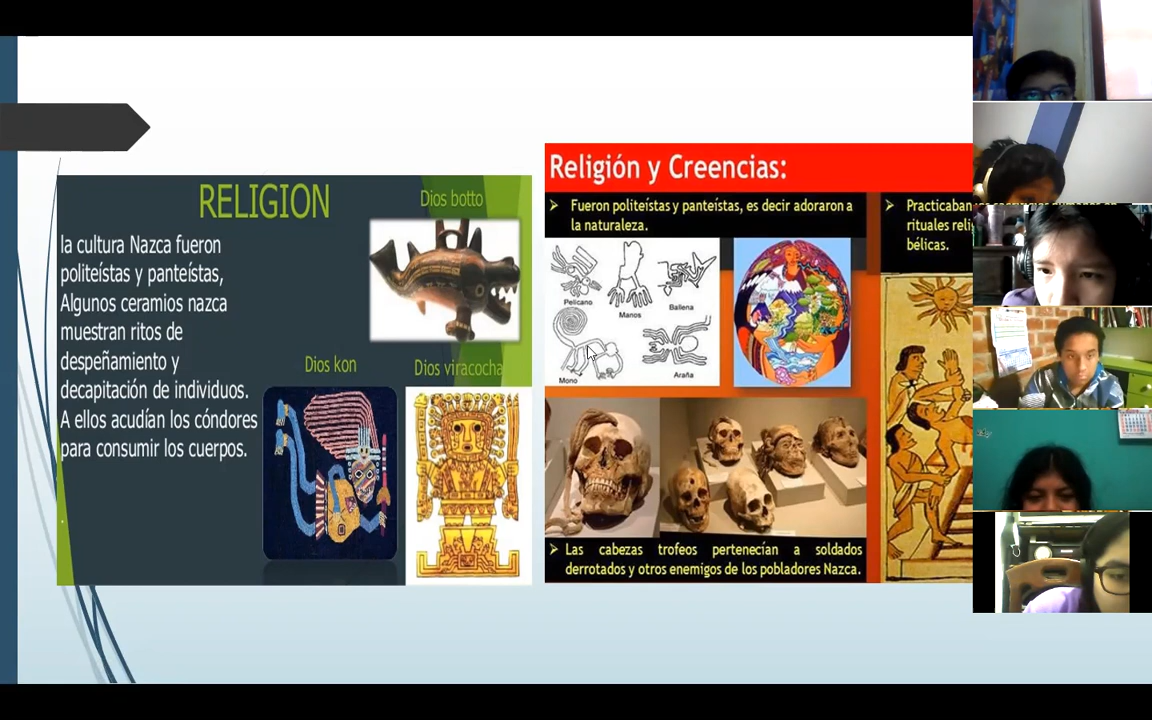 RELIGION
Dios botto
la cultura Nazca fueron
politeístas y panteístas,
Algunos ceramios nazca
muestran ritos de
despeñamiento y
decapitación de individuos.
A ellos acudían los cóndores
para consumir los cuerpos.
Dios kon
Dios viracocha
Religión y Creencias:
Fueron politeístas y panteístas, es decir adoraron a
la naturaleza.
Pelicano
Manos
Ballena
Mono
Araña
Las cabezas trofeos pertenecían a soldados
derrotados y otros enemigos de los pobladores Nazca.
Practicaban
rituales
bélicas.